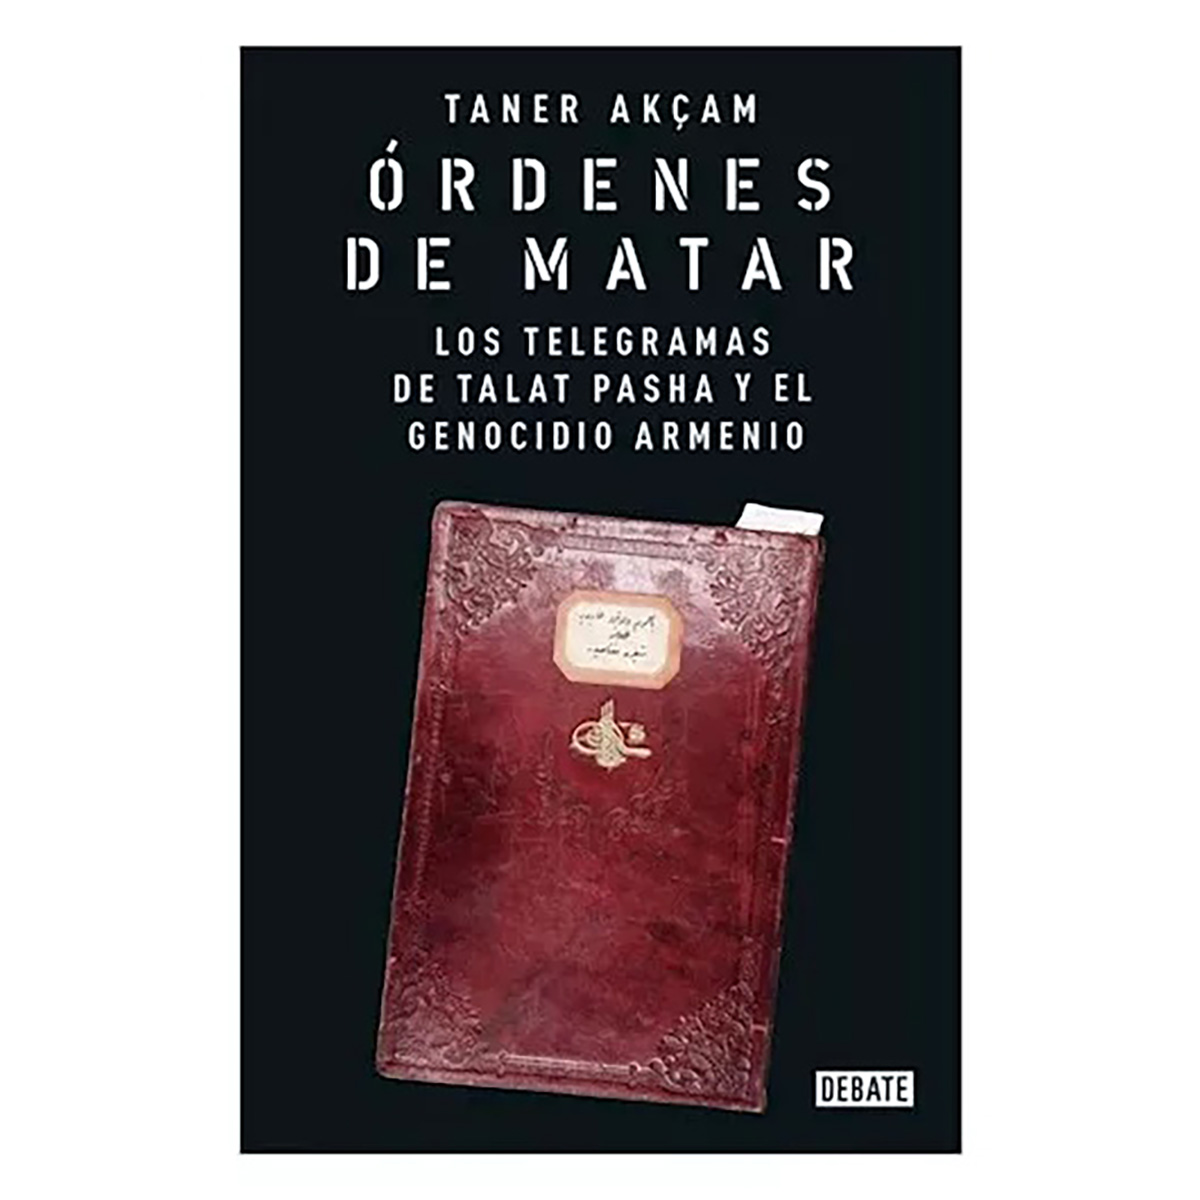 TANER AKÇAM
ÓRDENES
DE MATAR
LOS TELEGRAMAS
DE TALAT PASHA Y EL
GENOCIDIO ARMENIO
DEBATE